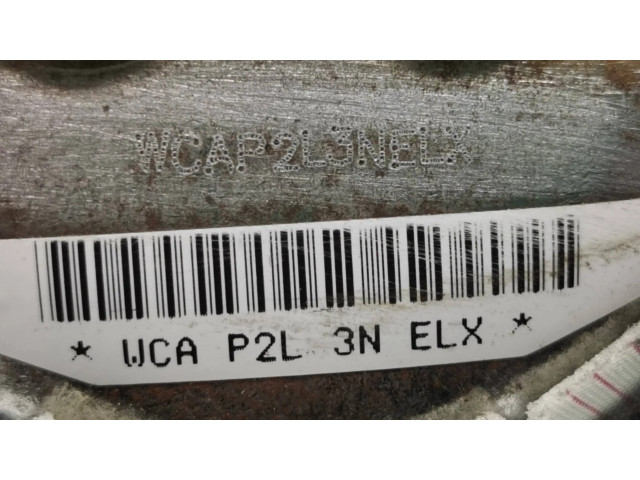 WCAP2L3NELX
* WCA P2L 3N ELX *